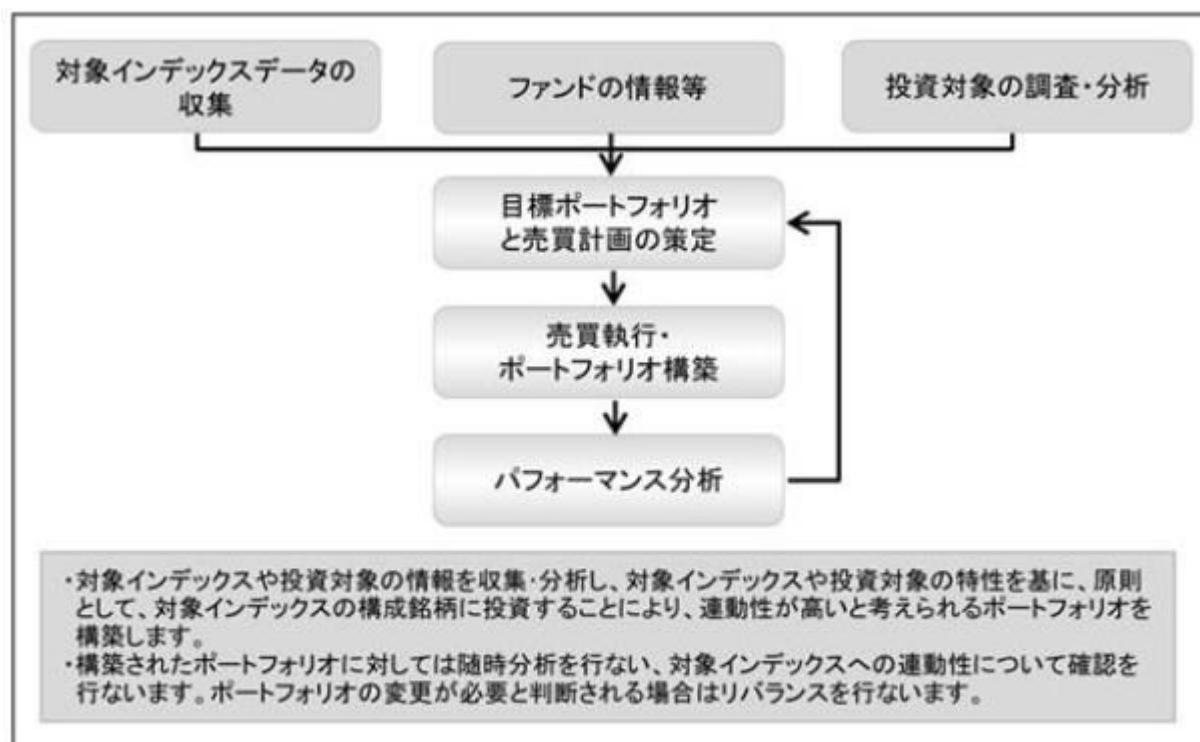 対象インデックスデータの
収集
ファンドの情報等
投資対象の調査・分析
目標ポートフォリオ
と売買計画の策定
売買執行・
ポートフォリオ構築
パフォーマンス分析
・対象インデックスや投資対象の情報を収集・分析し、対象インデックスや投資対象の特性を基に、原則
として、対象インデックスの構成銘柄に投資することにより、連動性が高いと考えられるポートフォリオを
構築します。
・構築されたポートフォリオに対しては随時分析を行ない、対象インデックスへの連動性について確認を
行ないます。ポートフォリオの変更が必要と判断される場合はリバランスを行ないます。